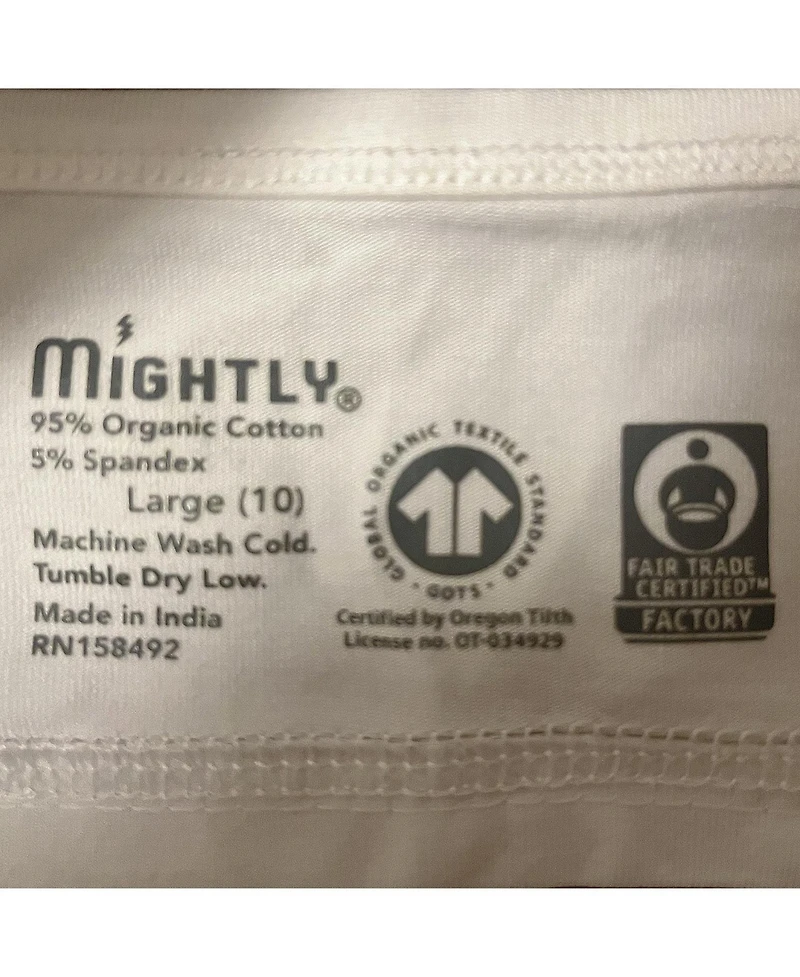 MiGHTLY®
95% Organic Cotton
5% Spandex
Large (10)
Machine Wash Cold.
Tumble Dry Low.
Made in India
RN158492
GLOBAL ORGANIC TEXTILE STANDARD
· GOTS ·
Certified by Oregon Tilth
License no. OT-034929
FAIR TRADE
CERTIFIED™
FACTORY